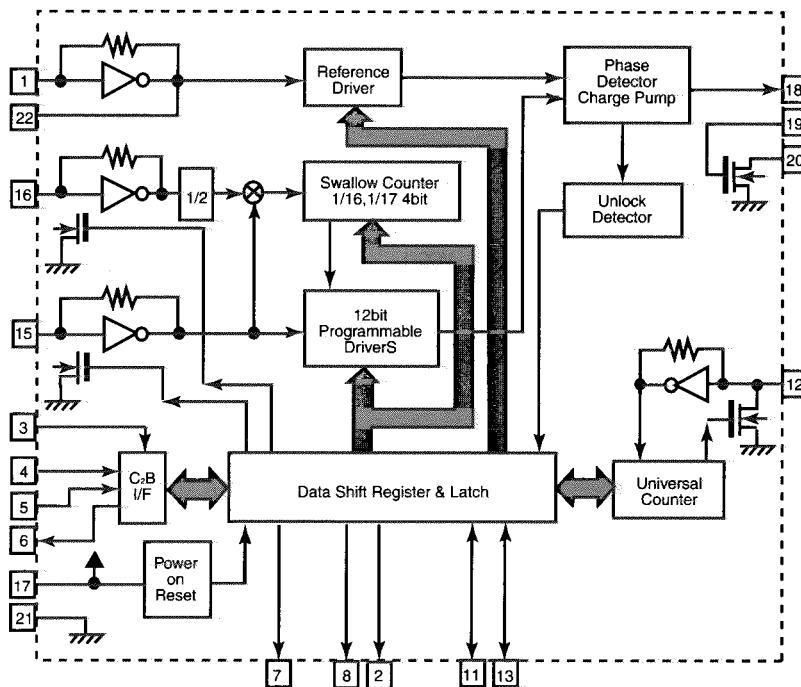 1
22
16
15
3
4
5
6
17
21
Reference
Driver
Phase
Detector
Charge Pump
18
19
20
1/2
Swallow Counter
1/16,1/17 4bit
Unlock
Detector
12bit
Programmable
DriverS
12
C₂B
I/F
Data Shift Register & Latch
Universal
Counter
Power
on
Reset
7
8
2
11
13